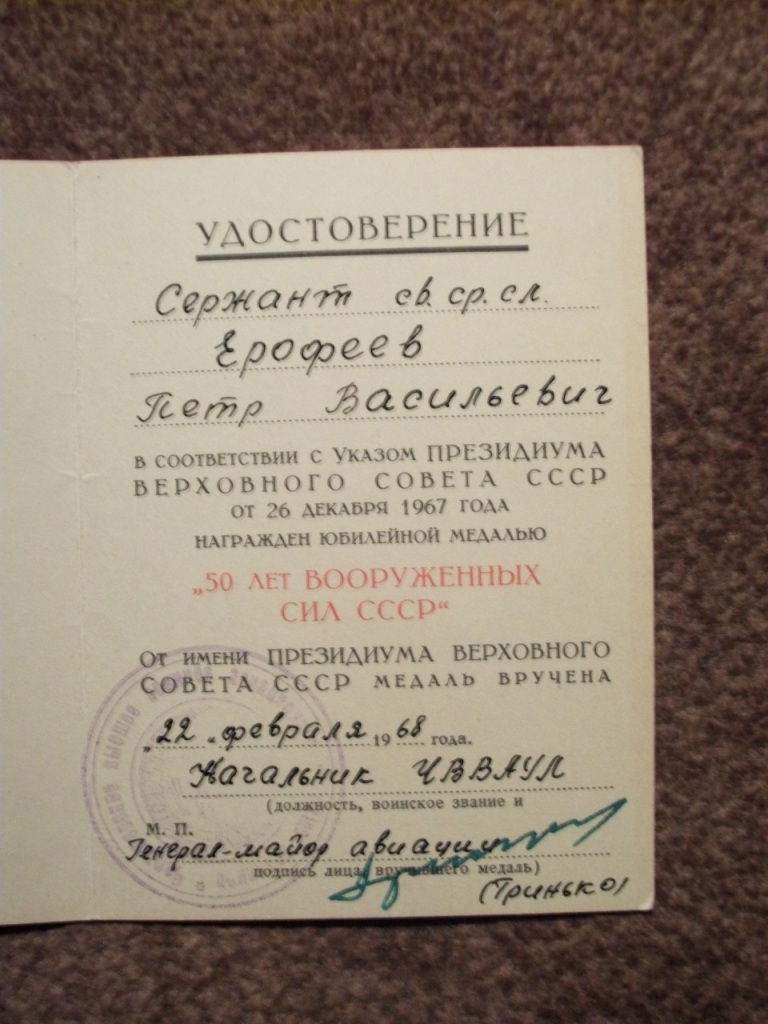 УДОСТОВЕРЕНИЕ
Сержант св. ср. сл.
Ерофеев
Петр Васильевич
В СООТВЕТСТВИИ С УКАЗОМ ПРЕЗИДИУМА
ВЕРХОВНОГО СОВЕТА СССР
ОТ 26 ДЕКАБРЯ 1967 ГОДА
НАГРАЖДЕН ЮБИЛЕЙНОЙ МЕДАЛЬЮ
„50 ЛЕТ ВООРУЖЕННЫХ
СИЛ СССР“
ОТ ИМЕНИ ПРЕЗИДИУМА ВЕРХОВНОГО
СОВЕТА СССР МЕДАЛЬ ВРУЧЕНА
„22 „ февраля 1968 года.
Начальник ЧВВАУЛ
(должность, воинское звание и
М. П.
Генерал-майор авиации
подпись лица, вручившего медаль)
(Тринько)